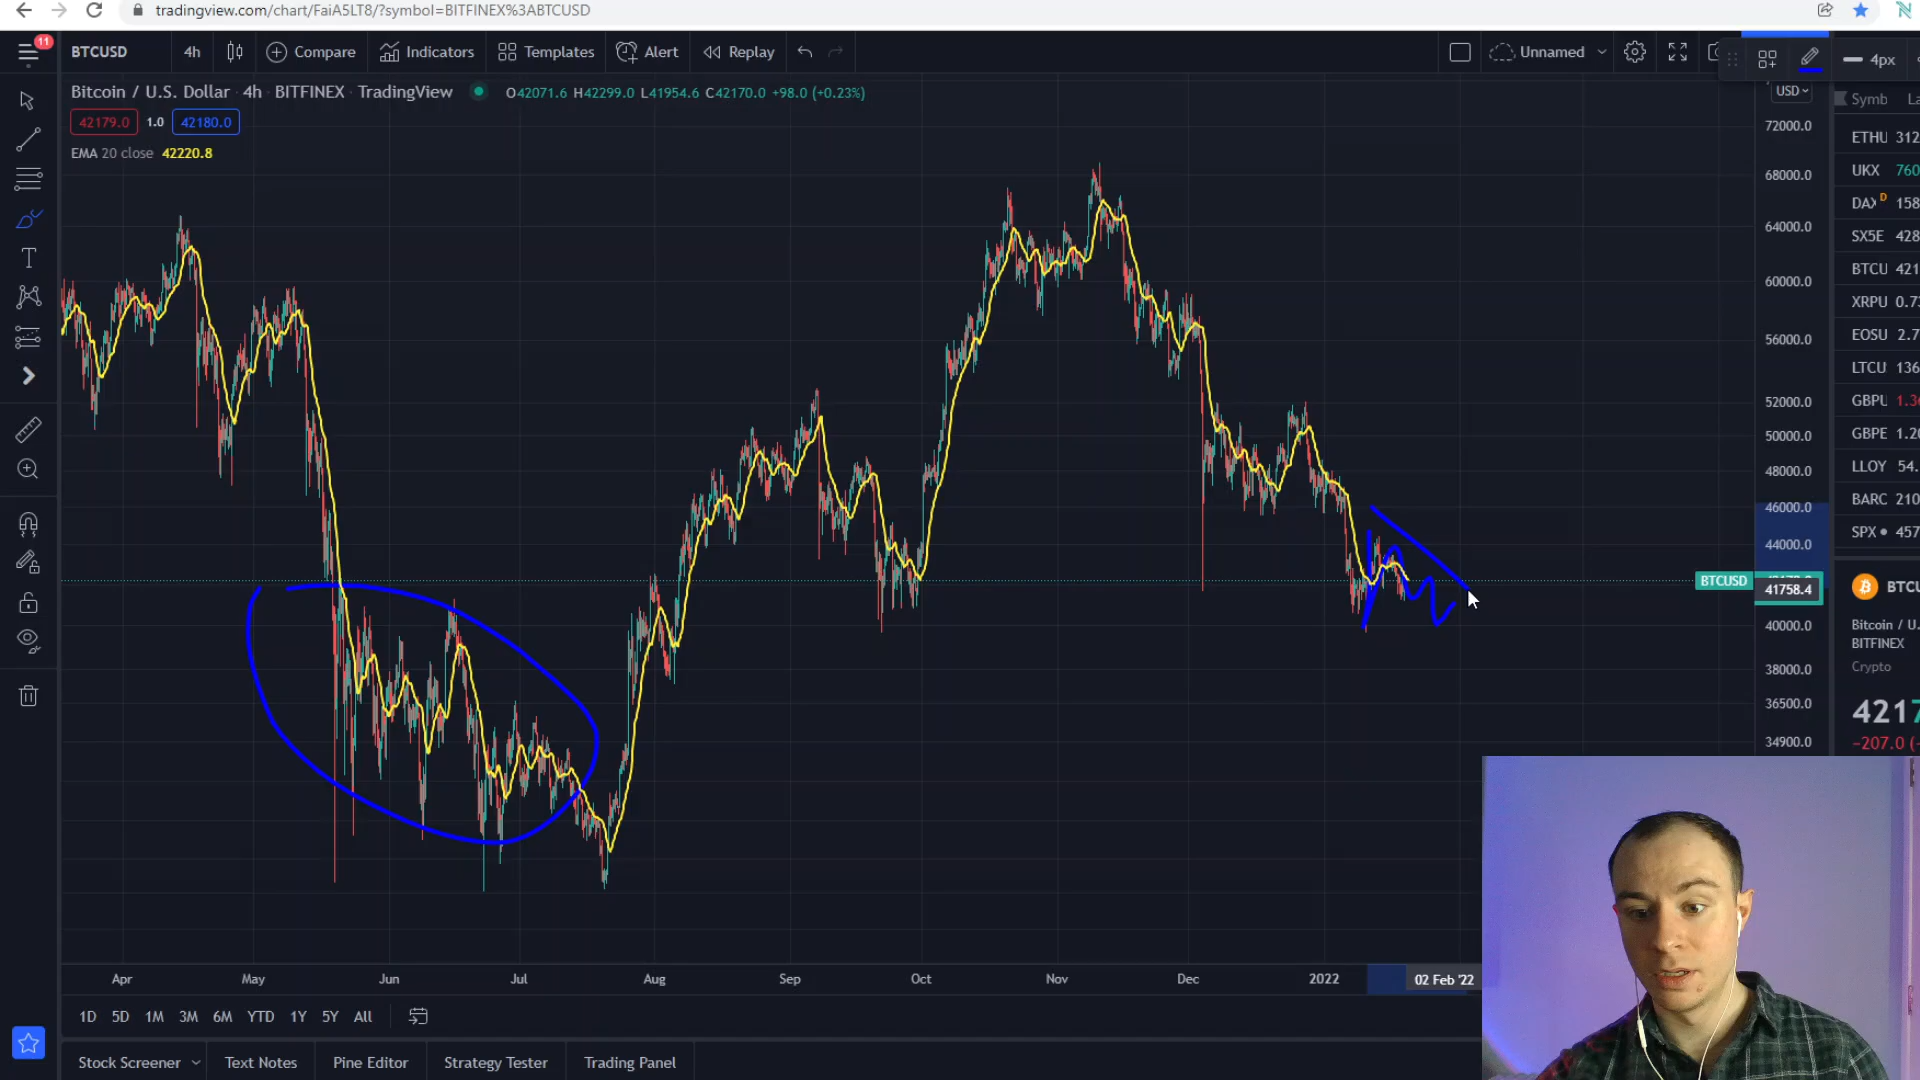 tradingview.com/chart/FaiA5LT8/?symbol=BITFINEX%3ABTCUSD
11
BTCUSD 4h Compare Indicators Templates Alert Replay Unnamed 4px
Bitcoin / U.S. Dollar · 4h · BITFINEX · TradingView O42071.6 H42299.0 L41954.6 C42170.0 +98.0 (+0.23%)
42179.0 1.0 42180.0
EMA 20 close 42220.8
USD
72000.0
68000.0
64000.0
60000.0
56000.0
52000.0
50000.0
48000.0
46000.0
44000.0
BTCUSD
41758.4
40000.0
38000.0
36500.0
34900.0
Symb La
ETHU 312
UKX 760
DAX D 158
SX5E 428
BTCU 421
XRPU 0.7
EOSU 2.7
LTCU 136
GBPU 1.3
GBPE 1.20
LLOY 54.
BARC 210
SPX 457
BTCU
Bitcoin / U.
BITFINEX
Crypto
4217
−207.0 (−
Apr May Jun Jul Aug Sep Oct Nov Dec 2022 02 Feb '22
1D 5D 1M 3M 6M YTD 1Y 5Y All
Stock Screener Text Notes Pine Editor Strategy Tester Trading Panel